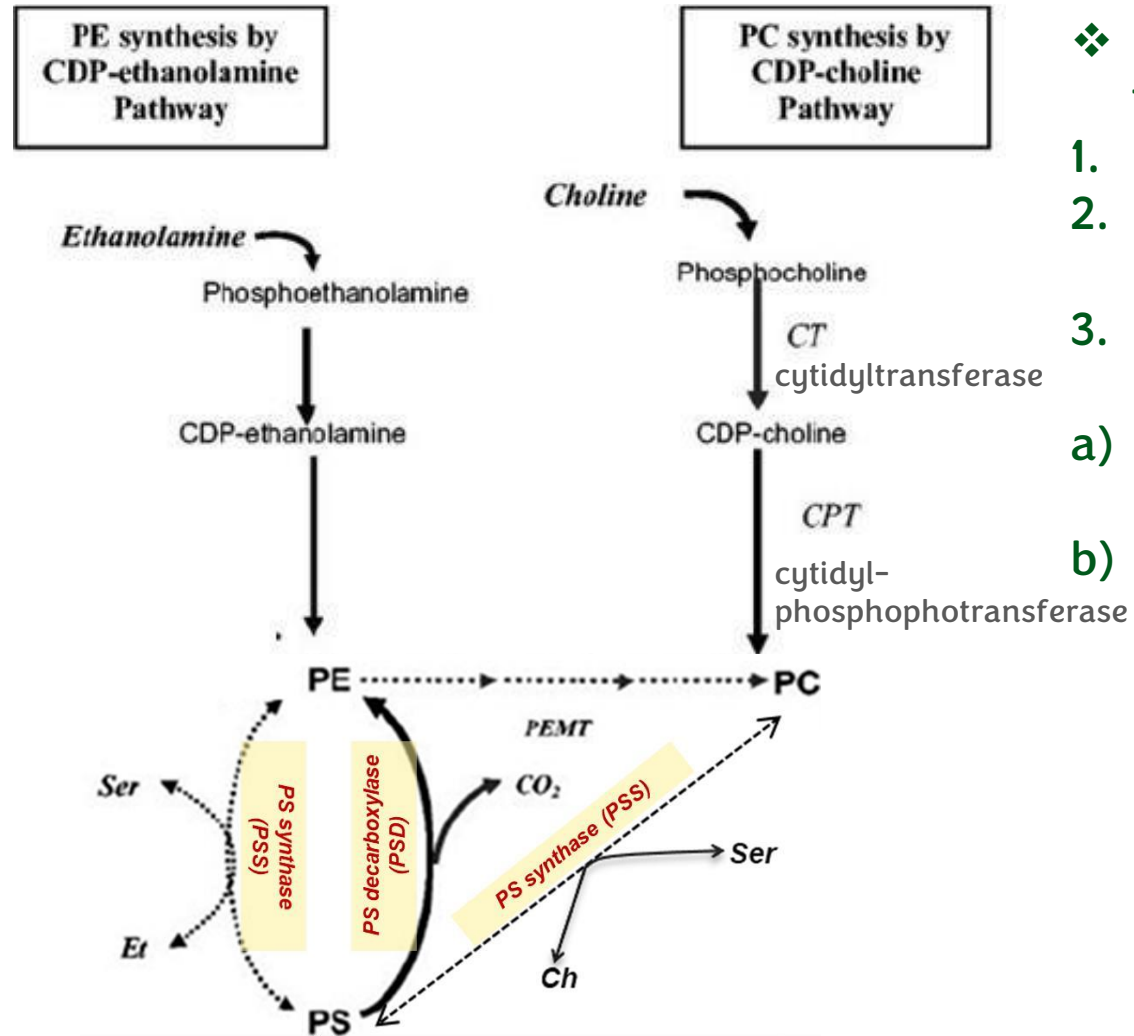 PE synthesis by
CDP-ethanolamine
Pathway
PC synthesis by
CDP-choline
Pathway
❖
1.
2.
3.
a)
b)
Ethanolamine
Phosphoethanolamine
CDP-ethanolamine
Choline
Phosphocholine
CT
cytidyltransferase
CDP-choline
CPT
cytidyl-
phosphophotransferase
PE
PC
PEMT
Ser
PS synthase
(PSS)
PS decarboxylase
(PSD)
CO₂
PS synthase (PSS)
Ser
Et
Ch
PS